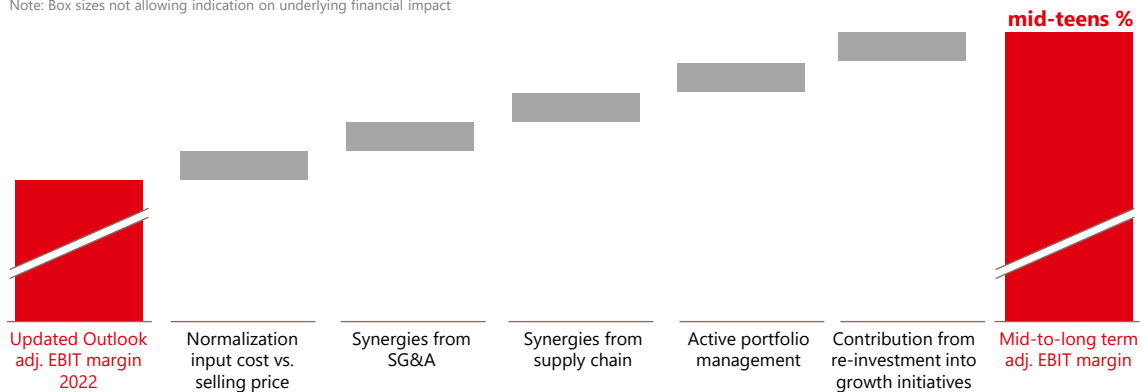 Note: Box sizes not allowing indication on underlying financial impact
mid-teens %
Updated Outlook
adj. EBIT margin
2022
Normalization
input cost vs.
selling price
Synergies from
SG&A
Synergies from
supply chain
Active portfolio
management
Contribution from
re-investment into
growth initiatives
Mid-to-long term
adj. EBIT margin